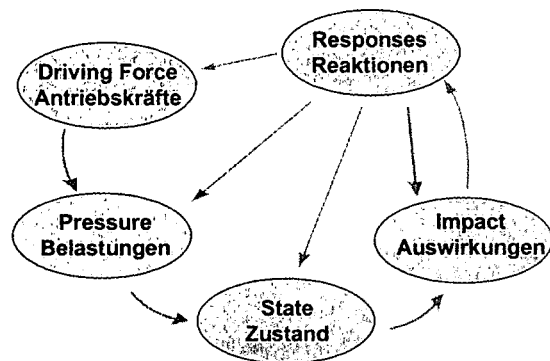 Responses
Reaktionen
Driving Force
Antriebskräfte
Pressure
Belastungen
Impact
Auswirkungen
State
Zustand